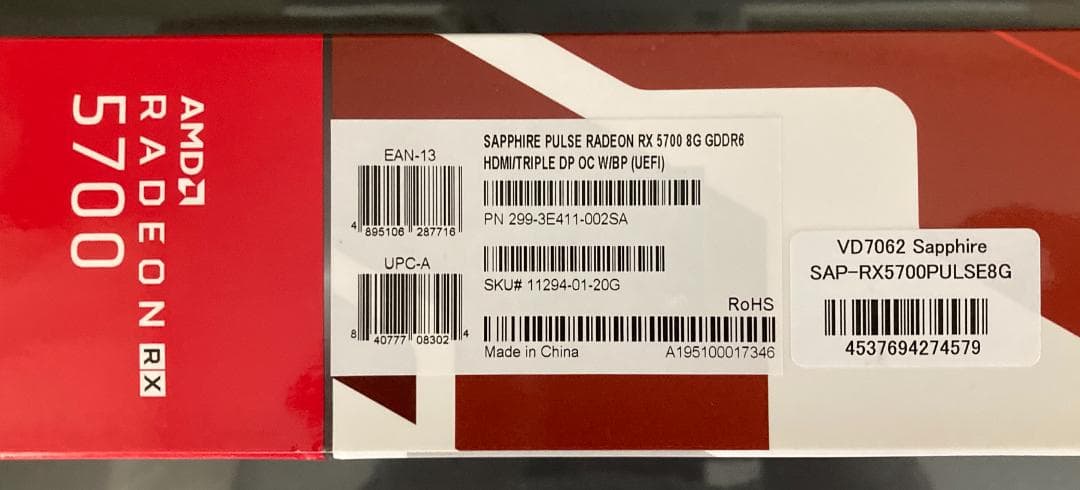 AMD
RADEON RX
5700
EAN-13
4 895106 287716
UPC-A
8 40777 08302 4
SAPPHIRE PULSE RADEON RX 5700 8G GDDR6
HDMI/TRIPLE DP OC W/BP (UEFI)
PN 299-3E411-002SA
SKU# 11294-01-20G
RoHS
Made in China A195100017346
VD7062 Sapphire
SAP-RX5700PULSE8G
4537694274579